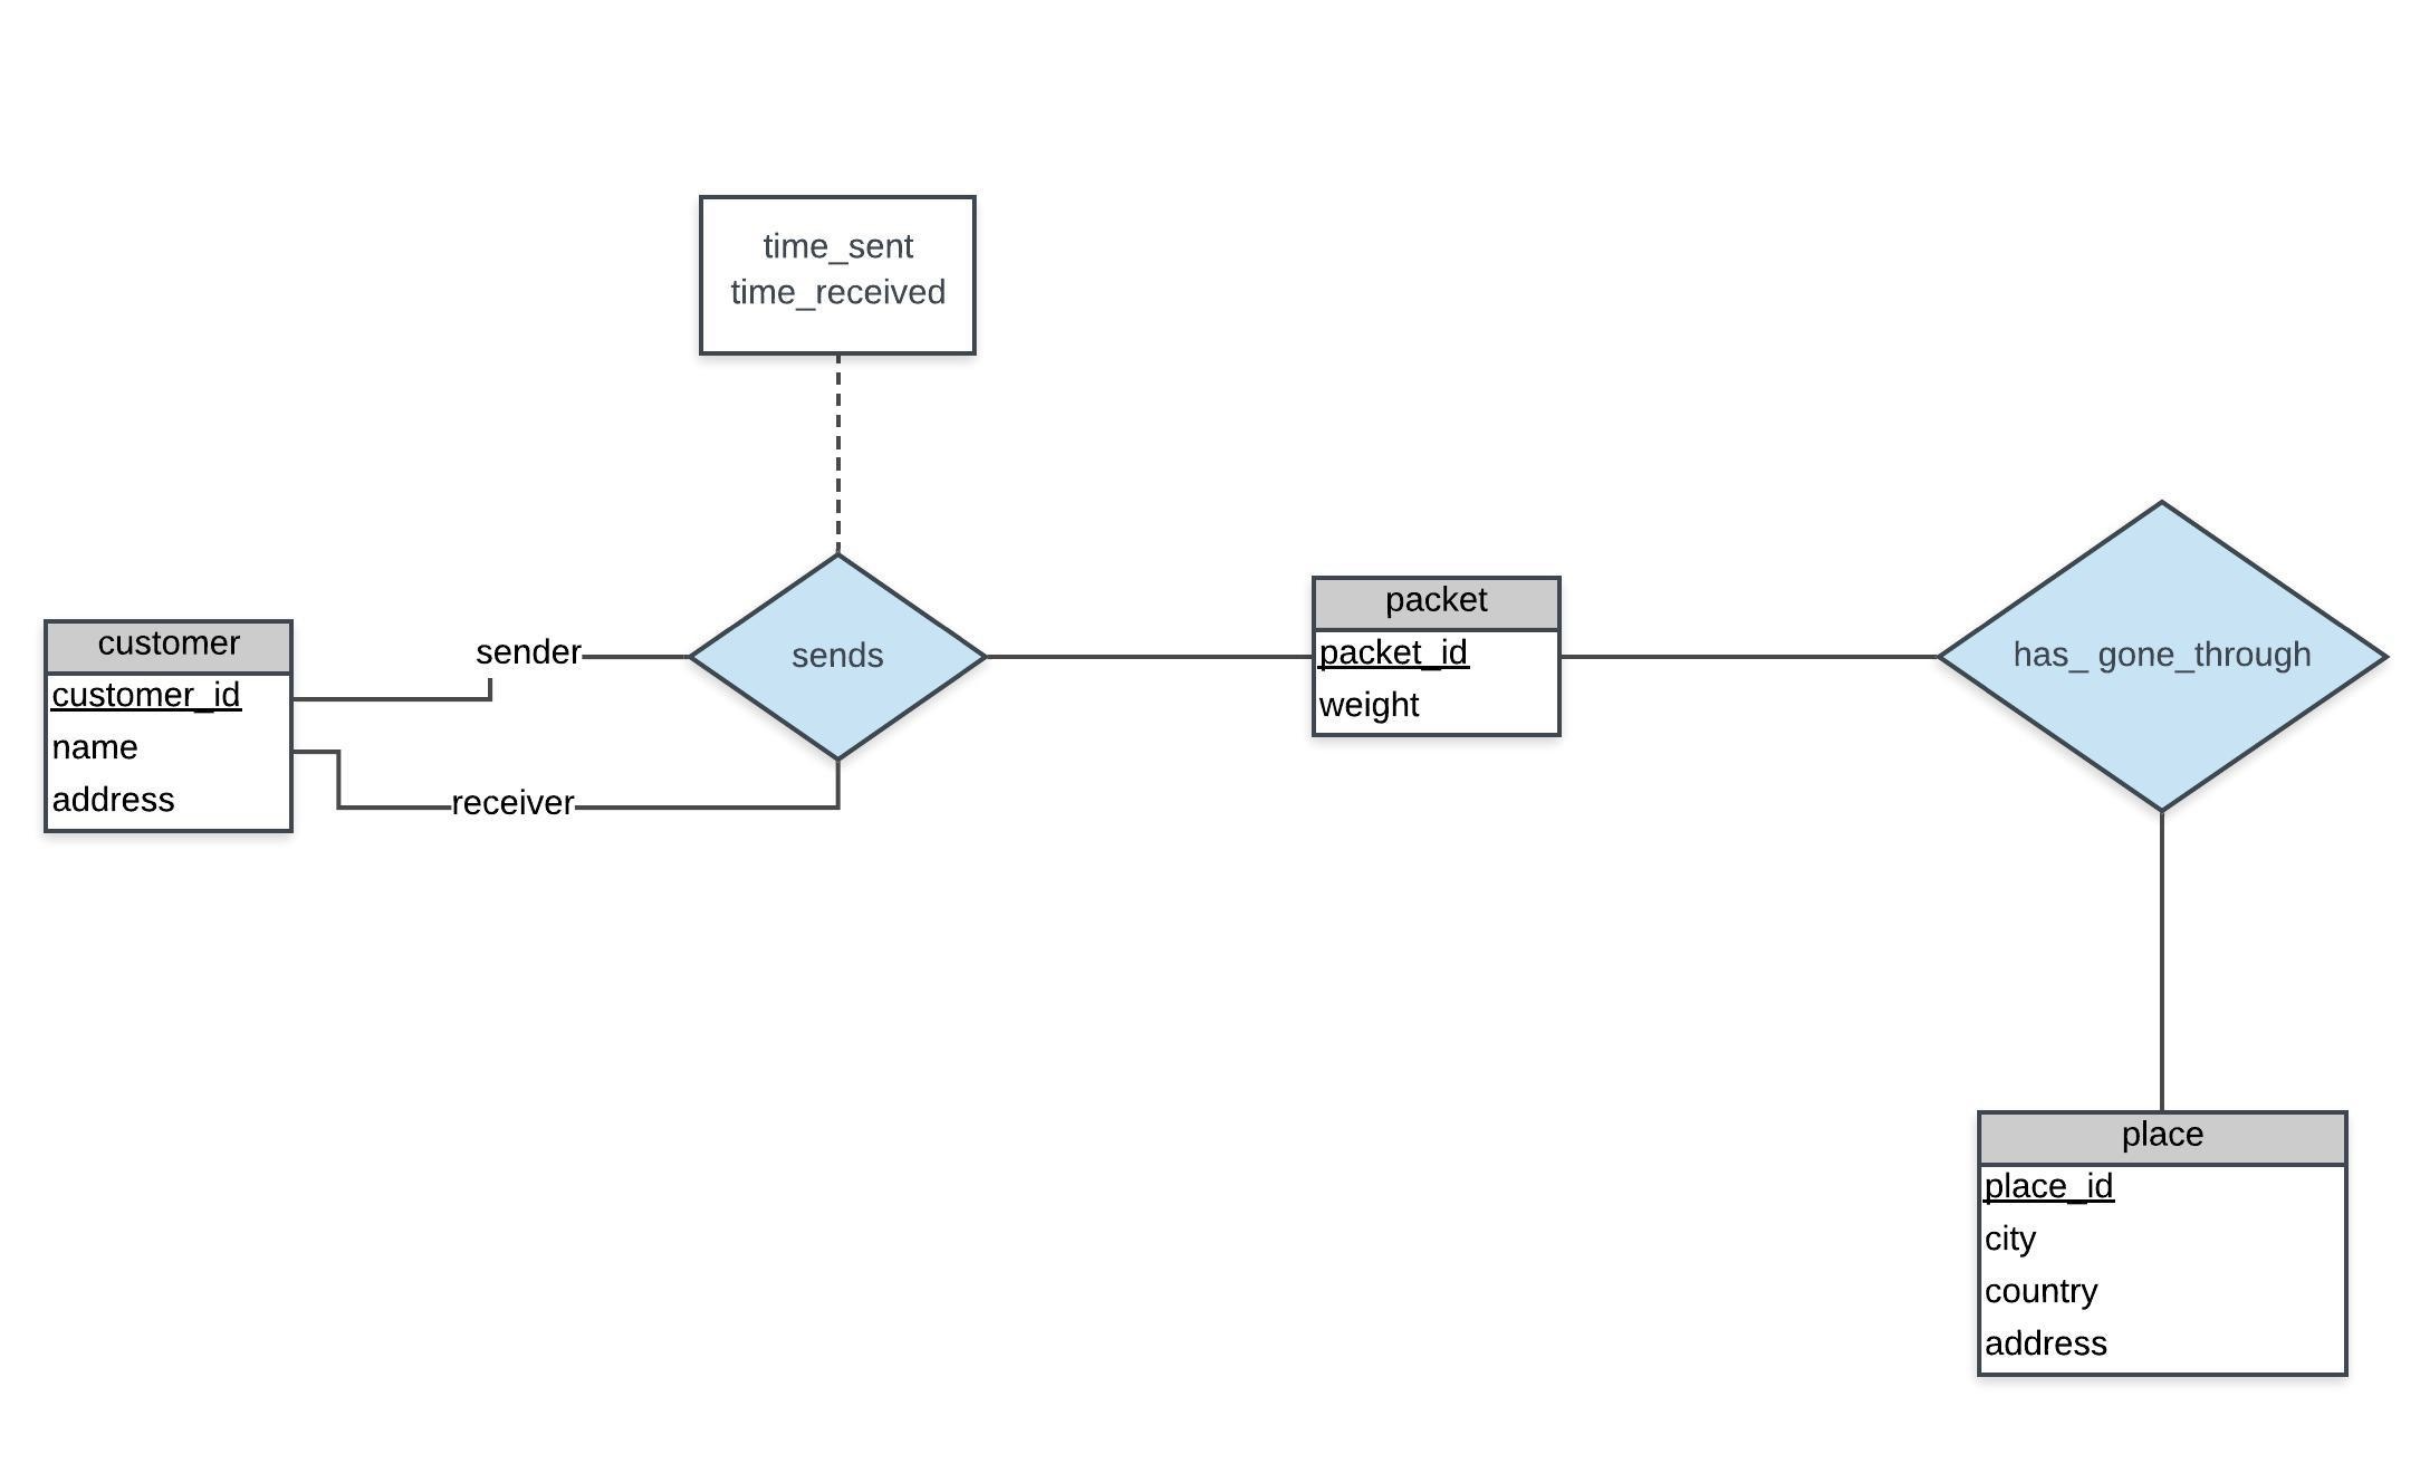 time_sent
time_received
customer
customer_id
name
address
sender
receiver
sends
packet
packet_id
weight
has_ gone_through
place
place_id
city
country
address